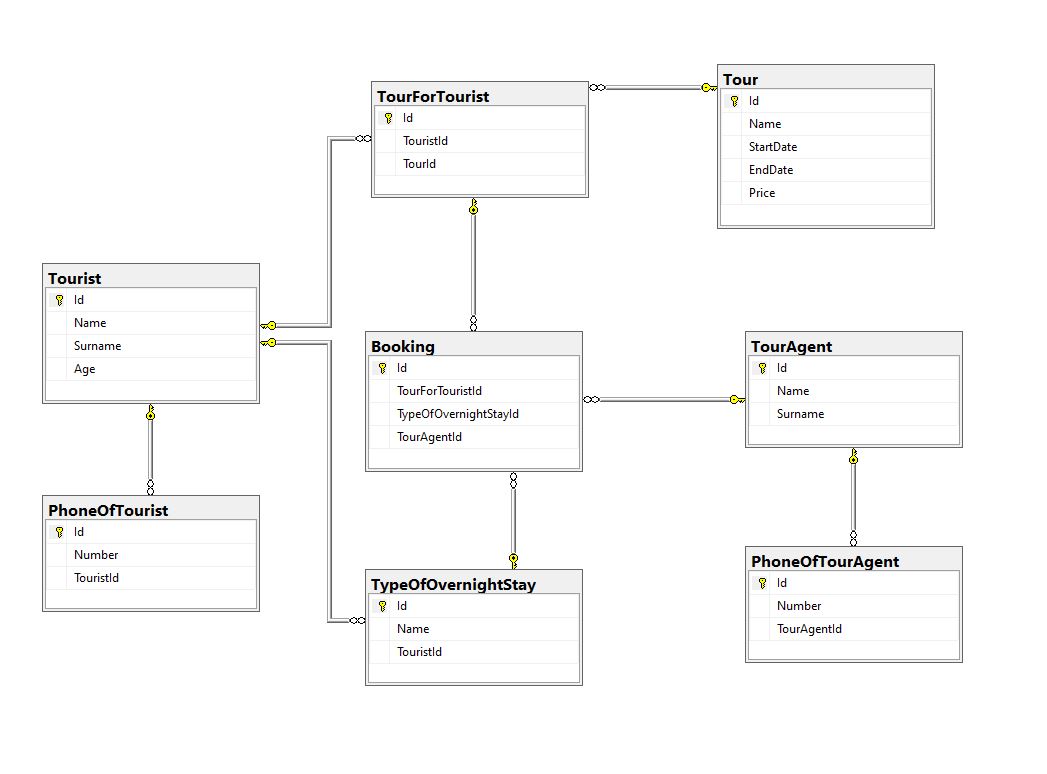 TourForTourist
Id
TouristId
TourId
Tour
Id
Name
StartDate
EndDate
Price
Tourist
Id
Name
Surname
Age
Booking
Id
TourForTouristId
TypeOfOvernightStayId
TourAgentId
TourAgent
Id
Name
Surname
PhoneOfTourist
Id
Number
TouristId
TypeOfOvernightStay
Id
Name
TouristId
PhoneOfTourAgent
Id
Number
TourAgentId